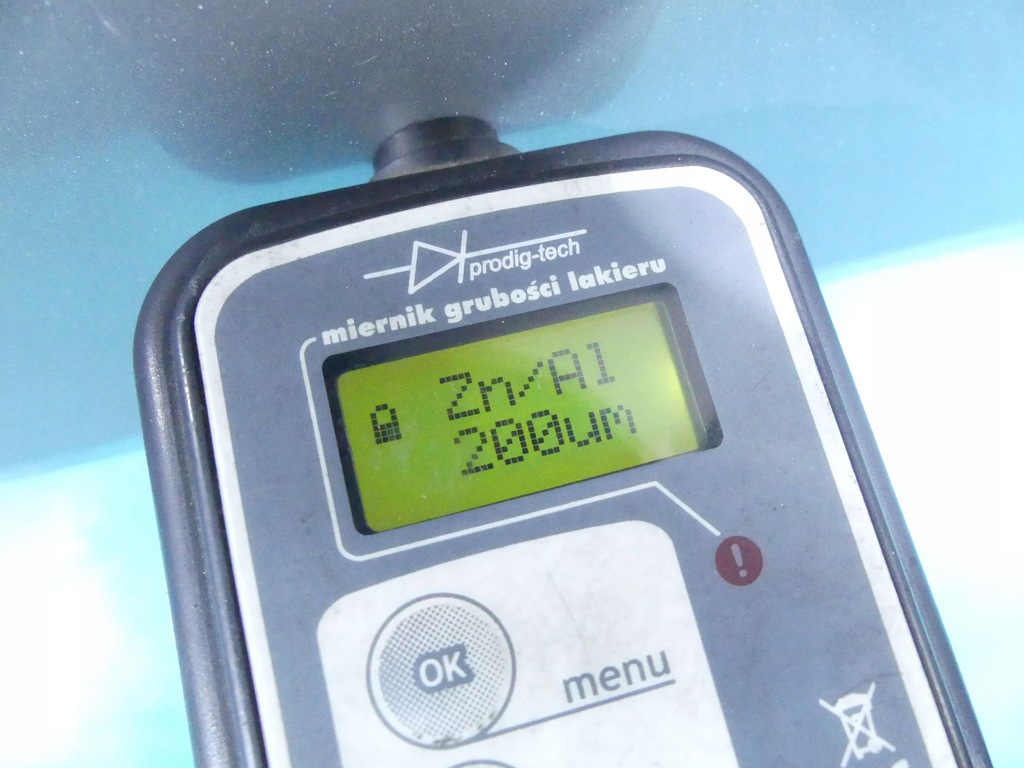 prodig-tech
miernik grubości lakieru
Zn/Al
200um
!
OK
menu